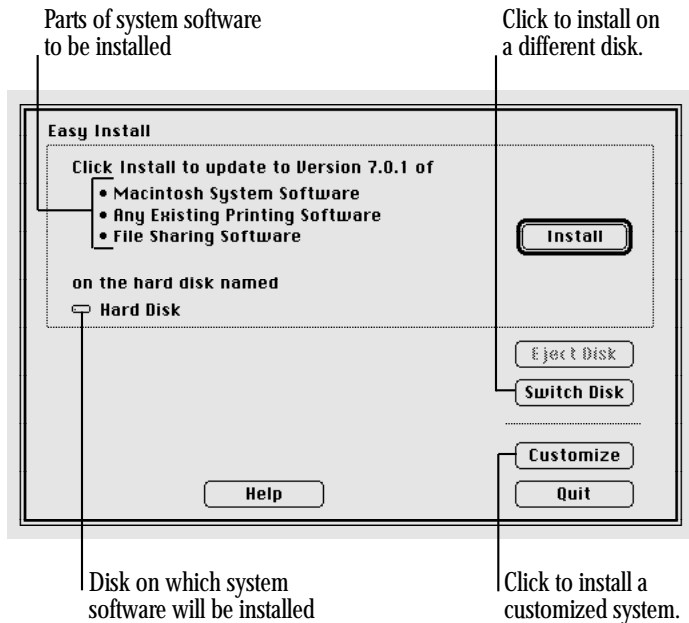 Parts of system software
to be installed
Click to install on
a different disk.
Easy Install
Click Install to update to Version 7.0.1 of
• Macintosh System Software
• Any Existing Printing Software
• File Sharing Software
Install
on the hard disk named
Hard Disk
Eject Disk
Switch Disk
Customize
Help
Quit
Disk on which system
software will be installed
Click to install a
customized system.